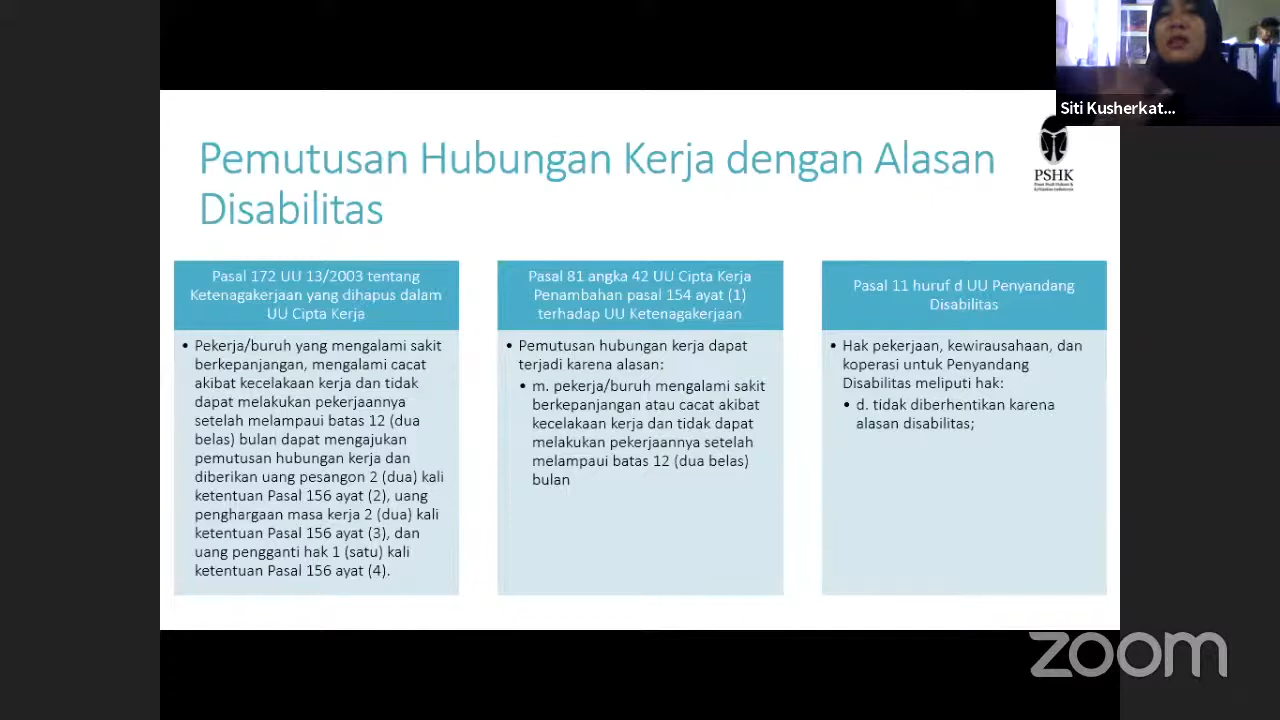 Siti Kusherkat...
Pemutusan Hubungan Kerja dengan Alasan
Disabilitas
PSHK
Pasal 172 UU 13/2003 tentang
Ketenagakerjaan yang dihapus dalam
UU Cipta Kerja
• Pekerja/buruh yang mengalami sakit
berkepanjangan, mengalami cacat
akibat kecelakaan kerja dan tidak
dapat melakukan pekerjaannya
setelah melampaui batas 12 (dua
belas) bulan dapat mengajukan
pemutusan hubungan kerja dan
diberikan uang pesangon 2 (dua) kali
ketentuan Pasal 156 ayat (2), uang
penghargaan masa kerja 2 (dua) kali
ketentuan Pasal 156 ayat (3), dan
uang pengganti hak 1 (satu) kali
ketentuan Pasal 156 ayat (4).
Pasal 81 angka 42 UU Cipta Kerja
Penambahan pasal 154 ayat (1)
terhadap UU Ketenagakerjaan
• Pemutusan hubungan kerja dapat
terjadi karena alasan:
• m. pekerja/buruh mengalami sakit
berkepanjangan atau cacat akibat
kecelakaan kerja dan tidak dapat
melakukan pekerjaannya setelah
melampaui batas 12 (dua belas)
bulan
Pasal 11 huruf d UU Penyandang
Disabilitas
• Hak pekerjaan, kewirausahaan, dan
koperasi untuk Penyandang
Disabilitas meliputi hak:
• d. tidak diberhentikan karena
alasan disabilitas;
zoom